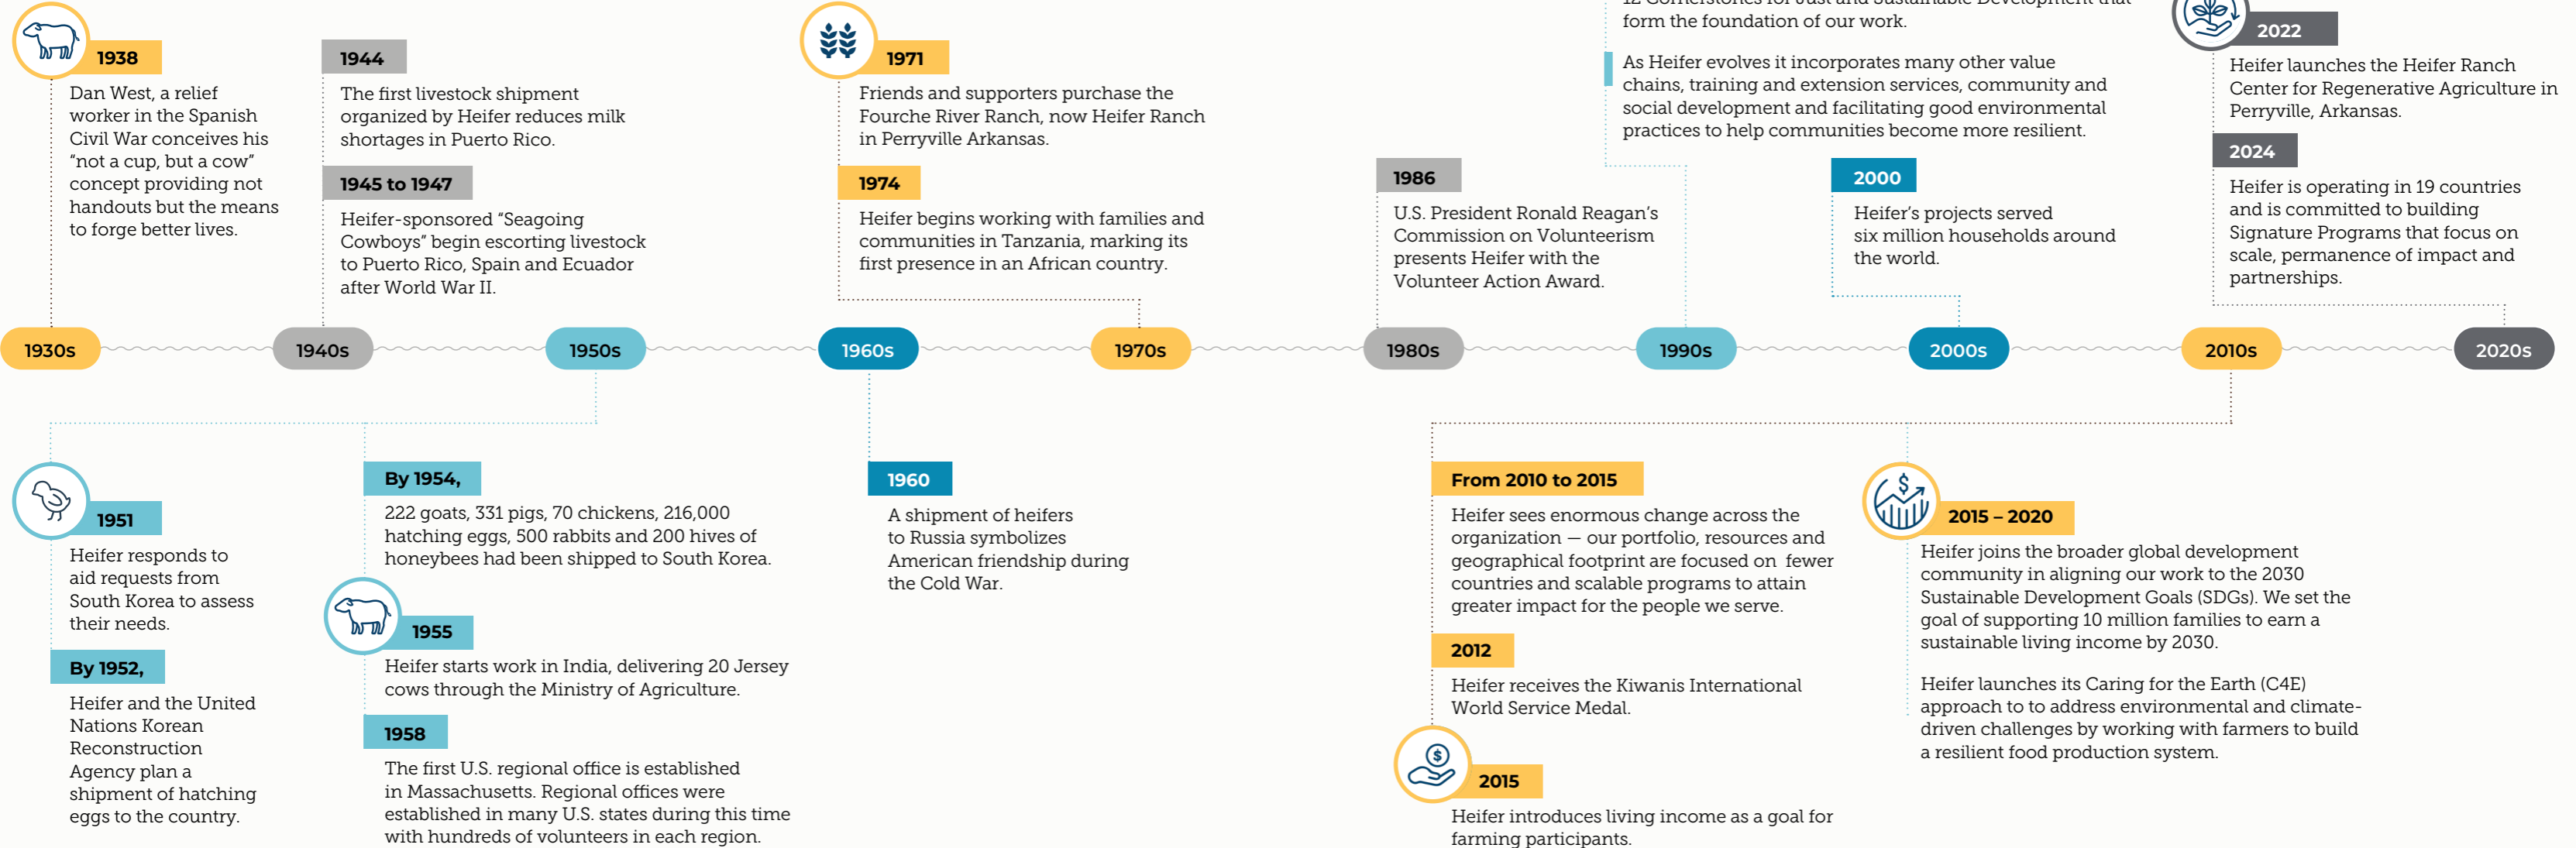 1938
Dan West, a relief
worker in the Spanish
Civil War conceives his
“not a cup, but a cow”
concept providing not
handouts but the means
to forge better lives.
1944
The first livestock shipment
organized by Heifer reduces milk
shortages in Puerto Rico.
1945 to 1947
Heifer-sponsored “Seagoing
Cowboys” begin escorting livestock
to Puerto Rico, Spain and Ecuador
after World War II.
1971
Friends and supporters purchase the
Fourche River Ranch, now Heifer Ranch
in Perryville Arkansas.
1974
Heifer begins working with families and
communities in Tanzania, marking its
first presence in an African country.
1986
U.S. President Ronald Reagan’s
Commission on Volunteerism
presents Heifer with the
Volunteer Action Award.
12 Cornerstones for Just and Sustainable Development that
form the foundation of our work.
As Heifer evolves it incorporates many other value
chains, training and extension services, community and
social development and facilitating good environmental
practices to help communities become more resilient.
2000
Heifer’s projects served
six million households around
the world.
2022
Heifer launches the Heifer Ranch
Center for Regenerative Agriculture in
Perryville, Arkansas.
2024
Heifer is operating in 19 countries
and is committed to building
Signature Programs that focus on
scale, permanence of impact and
partnerships.
1930s
1940s
1950s
1960s
1970s
1980s
1990s
2000s
2010s
2020s
1951
Heifer responds to
aid requests from
South Korea to assess
their needs.
By 1952,
Heifer and the United
Nations Korean
Reconstruction
Agency plan a
shipment of hatching
eggs to the country.
By 1954,
222 goats, 331 pigs, 70 chickens, 216,000
hatching eggs, 500 rabbits and 200 hives of
honeybees had been shipped to South Korea.
1955
Heifer starts work in India, delivering 20 Jersey
cows through the Ministry of Agriculture.
1958
The first U.S. regional office is established
in Massachusetts. Regional offices were
established in many U.S. states during this time
with hundreds of volunteers in each region.
1960
A shipment of heifers
to Russia symbolizes
American friendship during
the Cold War.
From 2010 to 2015
Heifer sees enormous change across the
organization — our portfolio, resources and
geographical footprint are focused on fewer
countries and scalable programs to attain
greater impact for the people we serve.
2012
Heifer receives the Kiwanis International
World Service Medal.
2015
Heifer introduces living income as a goal for
farming participants.
2015 – 2020
Heifer joins the broader global development
community in aligning our work to the 2030
Sustainable Development Goals (SDGs). We set the
goal of supporting 10 million families to earn a
sustainable living income by 2030.
Heifer launches its Caring for the Earth (C4E)
approach to to address environmental and climate-
driven challenges by working with farmers to build
a resilient food production system.